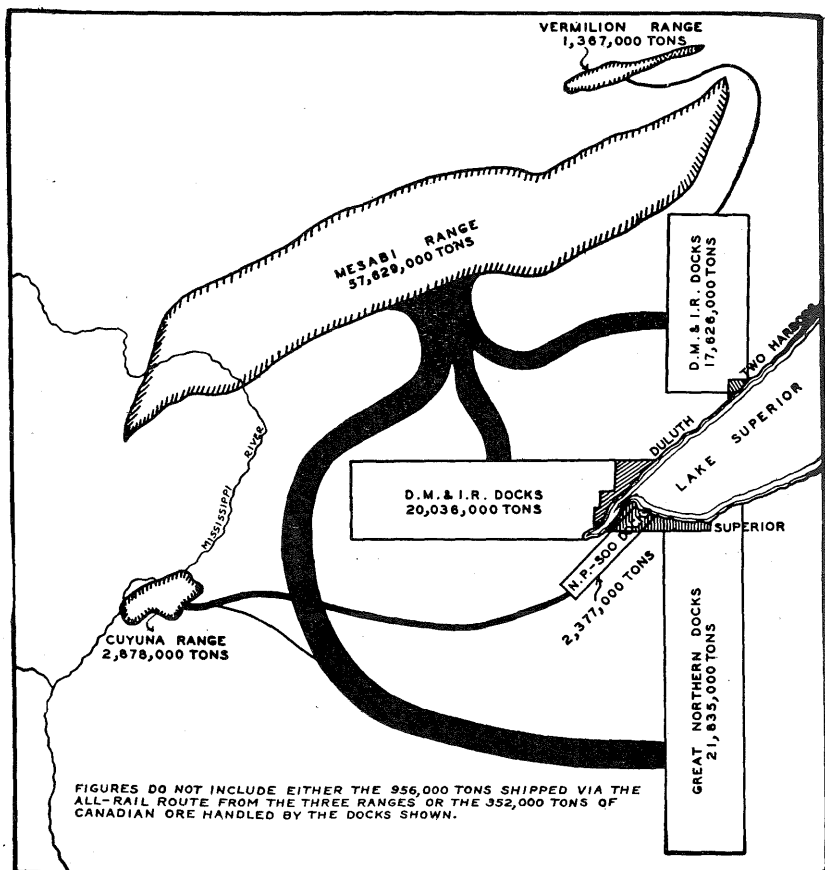 VERMILION RANGE
1,367,000 TONS
MESABI RANGE
57,629,000 TONS
D.M.& I.R. DOCKS
17,626,000 TONS
TWO HARBORS
DULUTH
LAKE SUPERIOR
MISSISSIPPI RIVER
D.M.& I.R. DOCKS
20,036,000 TONS
SUPERIOR
N.P.-SOO
2,377,000 TONS
CUYUNA RANGE
2,878,000 TONS
GREAT NORTHERN DOCKS
21,835,000 TONS
FIGURES DO NOT INCLUDE EITHER THE 956,000 TONS SHIPPED VIA THE
ALL-RAIL ROUTE FROM THE THREE RANGES OR THE 352,000 TONS OF
CANADIAN ORE HANDLED BY THE DOCKS SHOWN.